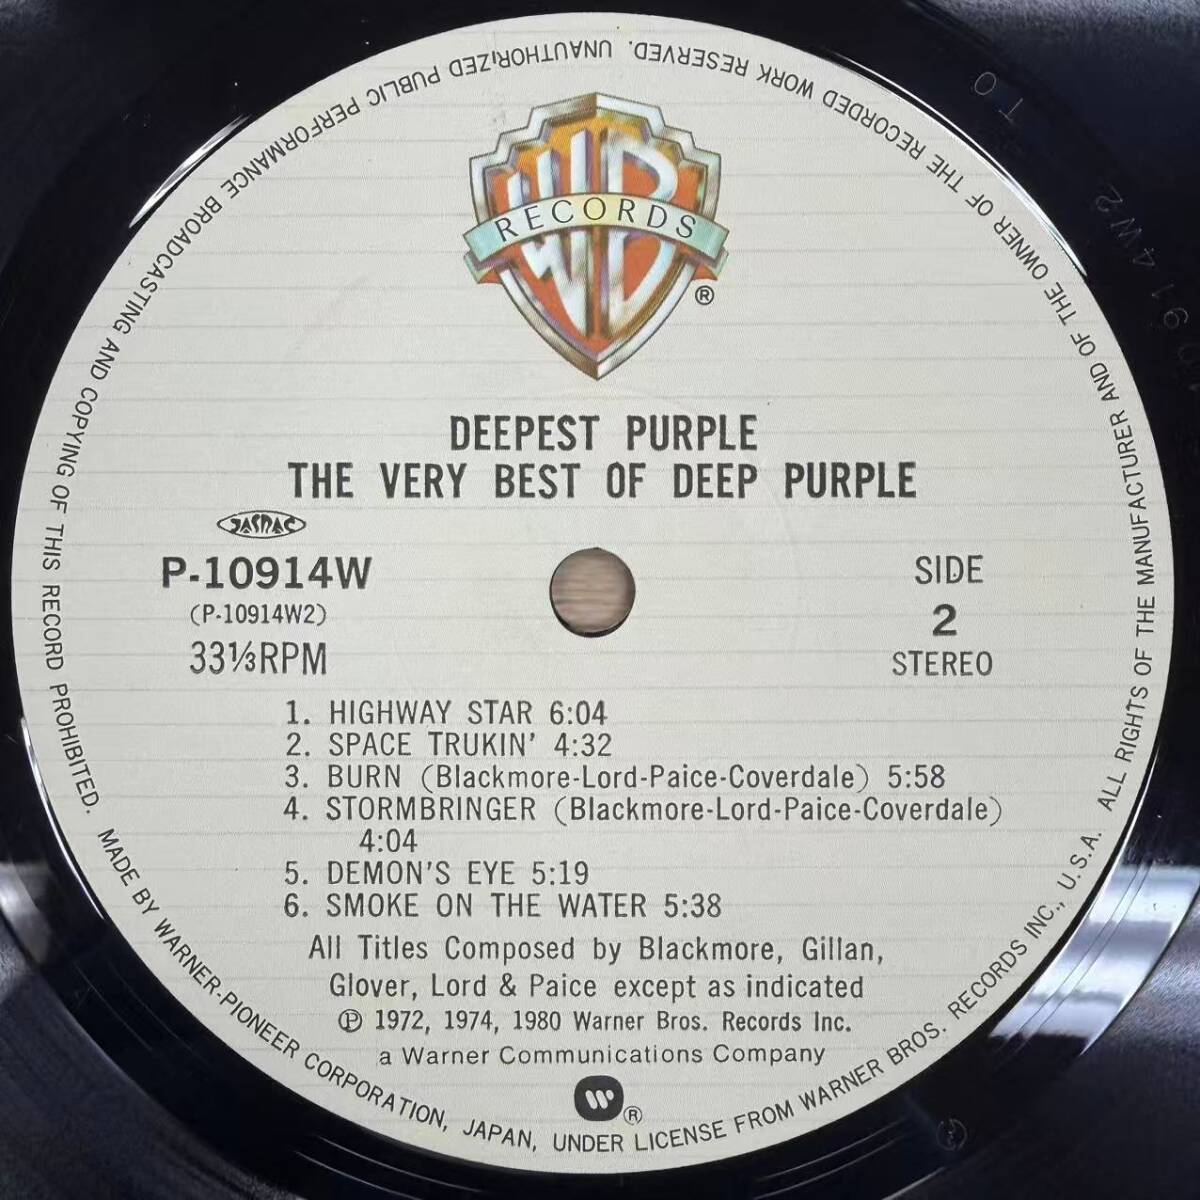 WB
RECORDS
®
DEEPEST PURPLE
THE VERY BEST OF DEEP PURPLE
JASRAC
P-10914W
(P-10914W2)
33⅓RPM
SIDE
2
STEREO
1. HIGHWAY STAR 6:04
2. SPACE TRUKIN' 4:32
3. BURN (Blackmore-Lord-Paice-Coverdale) 5:58
4. STORMBRINGER (Blackmore-Lord-Paice-Coverdale)
4:04
5. DEMON'S EYE 5:19
6. SMOKE ON THE WATER 5:38
All Titles Composed by Blackmore, Gillan,
Glover, Lord & Paice except as indicated
℗ 1972, 1974, 1980 Warner Bros. Records Inc.
a Warner Communications Company
®
MADE BY WARNER-PIONEER CORPORATION, JAPAN, UNDER LICENSE FROM WARNER BROS. RECORDS INC., U.S.A. ALL RIGHTS OF THE MANUFACTURER AND OF THE OWNER OF THE RECORDED WORK RESERVED. UNAUTHORIZED PUBLIC PERFORMANCE BROADCASTING AND COPYING OF THIS RECORD PROHIBITED.
4W2